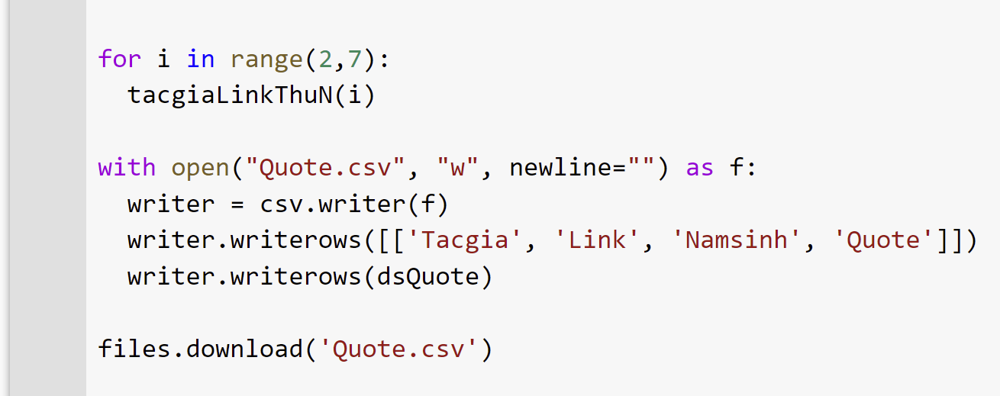 for i in range(2,7):
  tacgiaLinkThuN(i)
with open("Quote.csv", "w", newline="") as f:
  writer = csv.writer(f)
  writer.writerows([['Tacgia', 'Link', 'Namsinh', 'Quote']])
  writer.writerows(dsQuote)
files.download('Quote.csv')